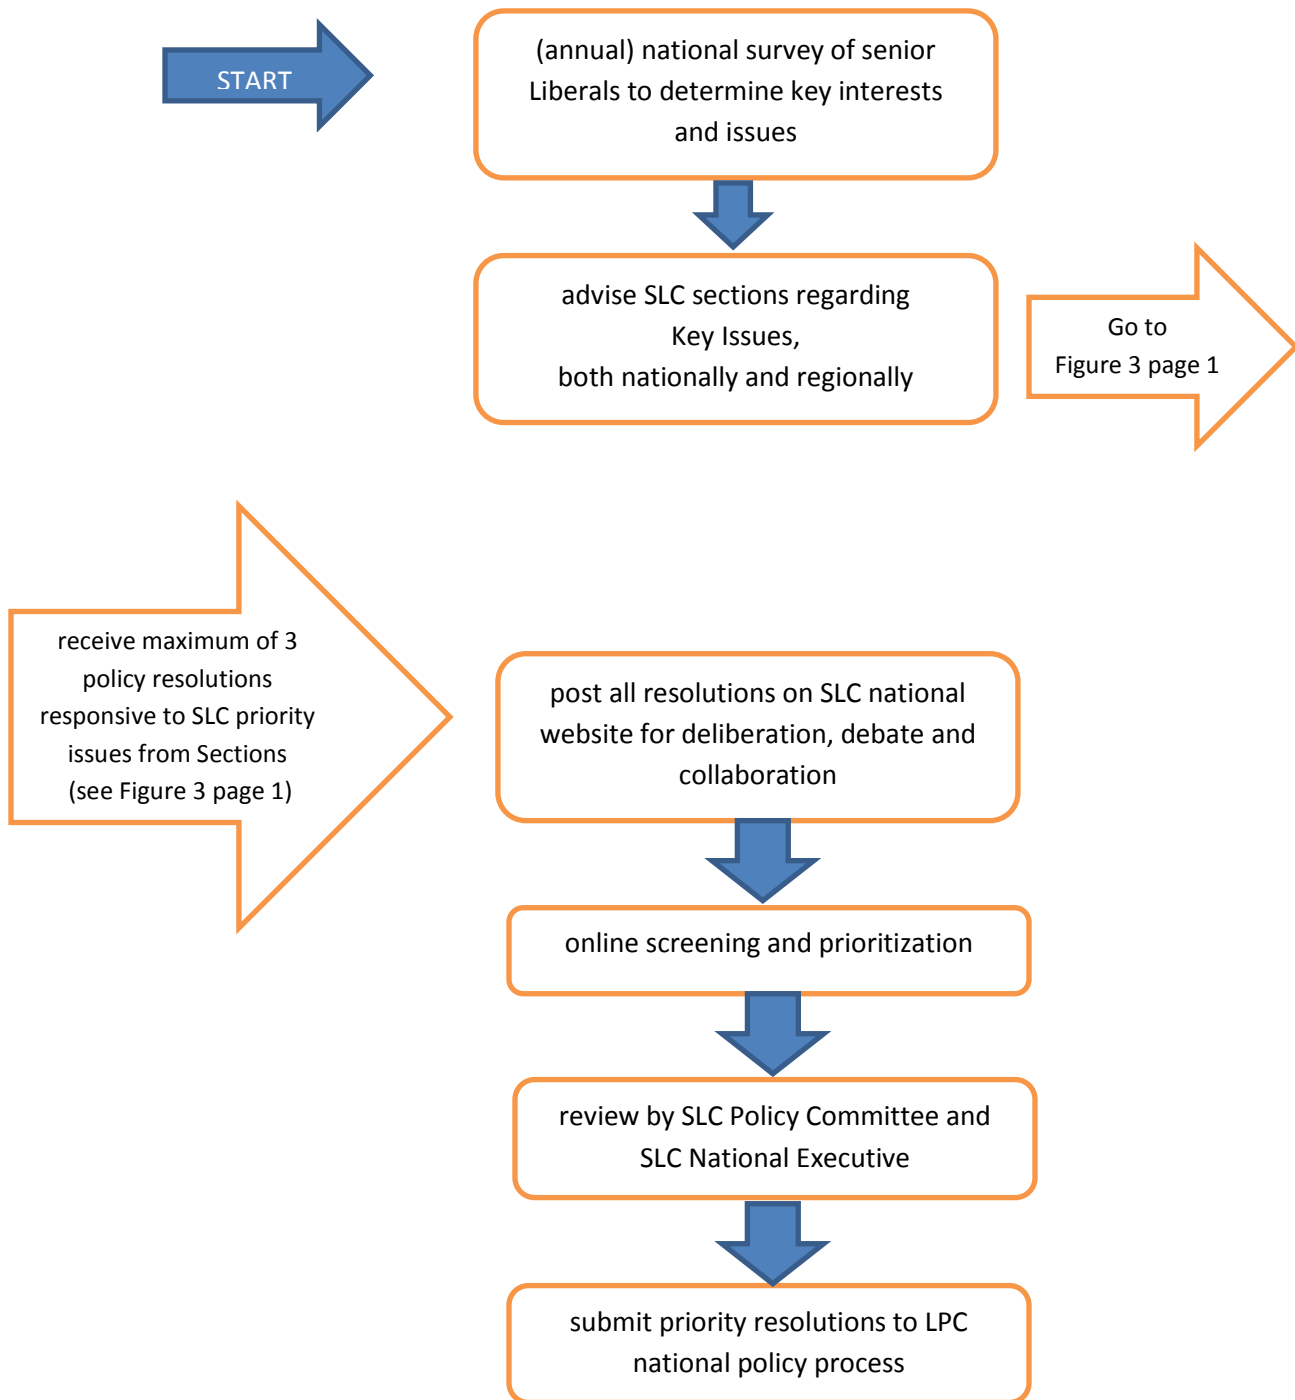 START
(annual) national survey of senior
Liberals to determine key interests
and issues
advise SLC sections regarding
Key Issues,
both nationally and regionally
Go to
Figure 3 page 1
receive maximum of 3
policy resolutions
responsive to SLC priority
issues from Sections
(see Figure 3 page 1)
post all resolutions on SLC national
website for deliberation, debate and
collaboration
online screening and prioritization
review by SLC Policy Committee and
SLC National Executive
submit priority resolutions to LPC
national policy process